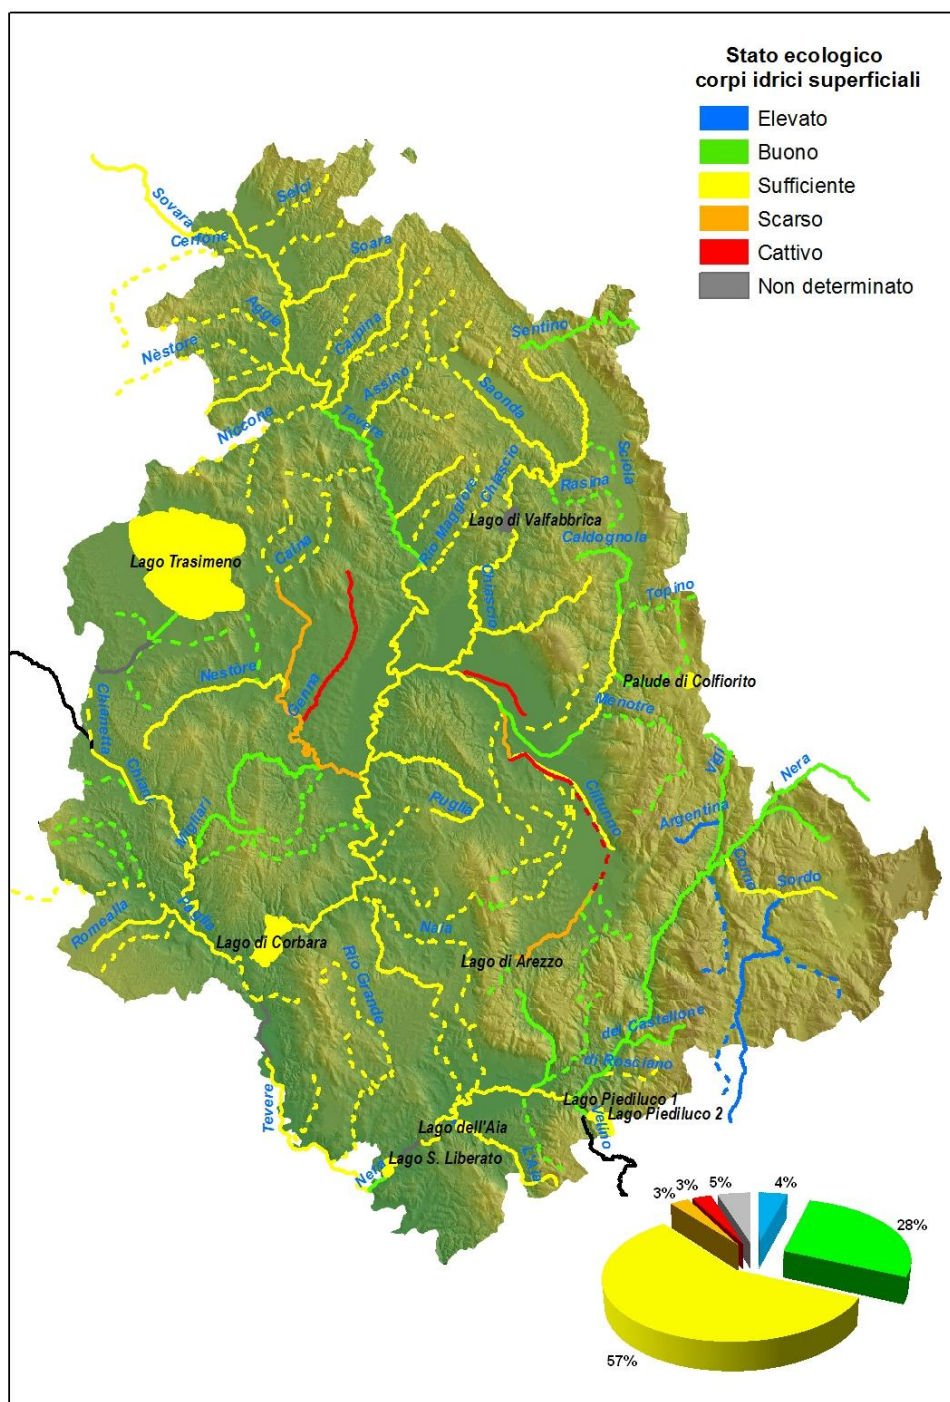 Stato ecologico
corpi idrici superficiali
Elevato
Buono
Sufficiente
Scarso
Cattivo
Non determinato
Sovara
Selci
Cerfone
Soara
Aggia
Carpina
Sentino
Nèstore
Assino
Saonda
Niccone
Tevere
Sciola
Chiascio
Rasina
Rio Maggiore
Lago di Valfabbrica
Caldognola
Caina
Lago Trasimeno
Chiascio
Topino
Nestore
Genna
Palude di Colfiorito
Menotre
Chianetta
Chiani
Vigi
Nera
Puglia
Clitunno
Argentina
Migliari
Corno
Sordo
Romealla
Paglia
Naia
Lago di Corbara
Lago di Arezzo
Rio Grande
del Castellone
di Rosciano
Tevere
Lago Piediluco 1
Lago Piediluco 2
Velino
Lago dell'Aia
Lago S. Liberato
L'Aia
Nera
3%
3%
5%
4%
28%
57%